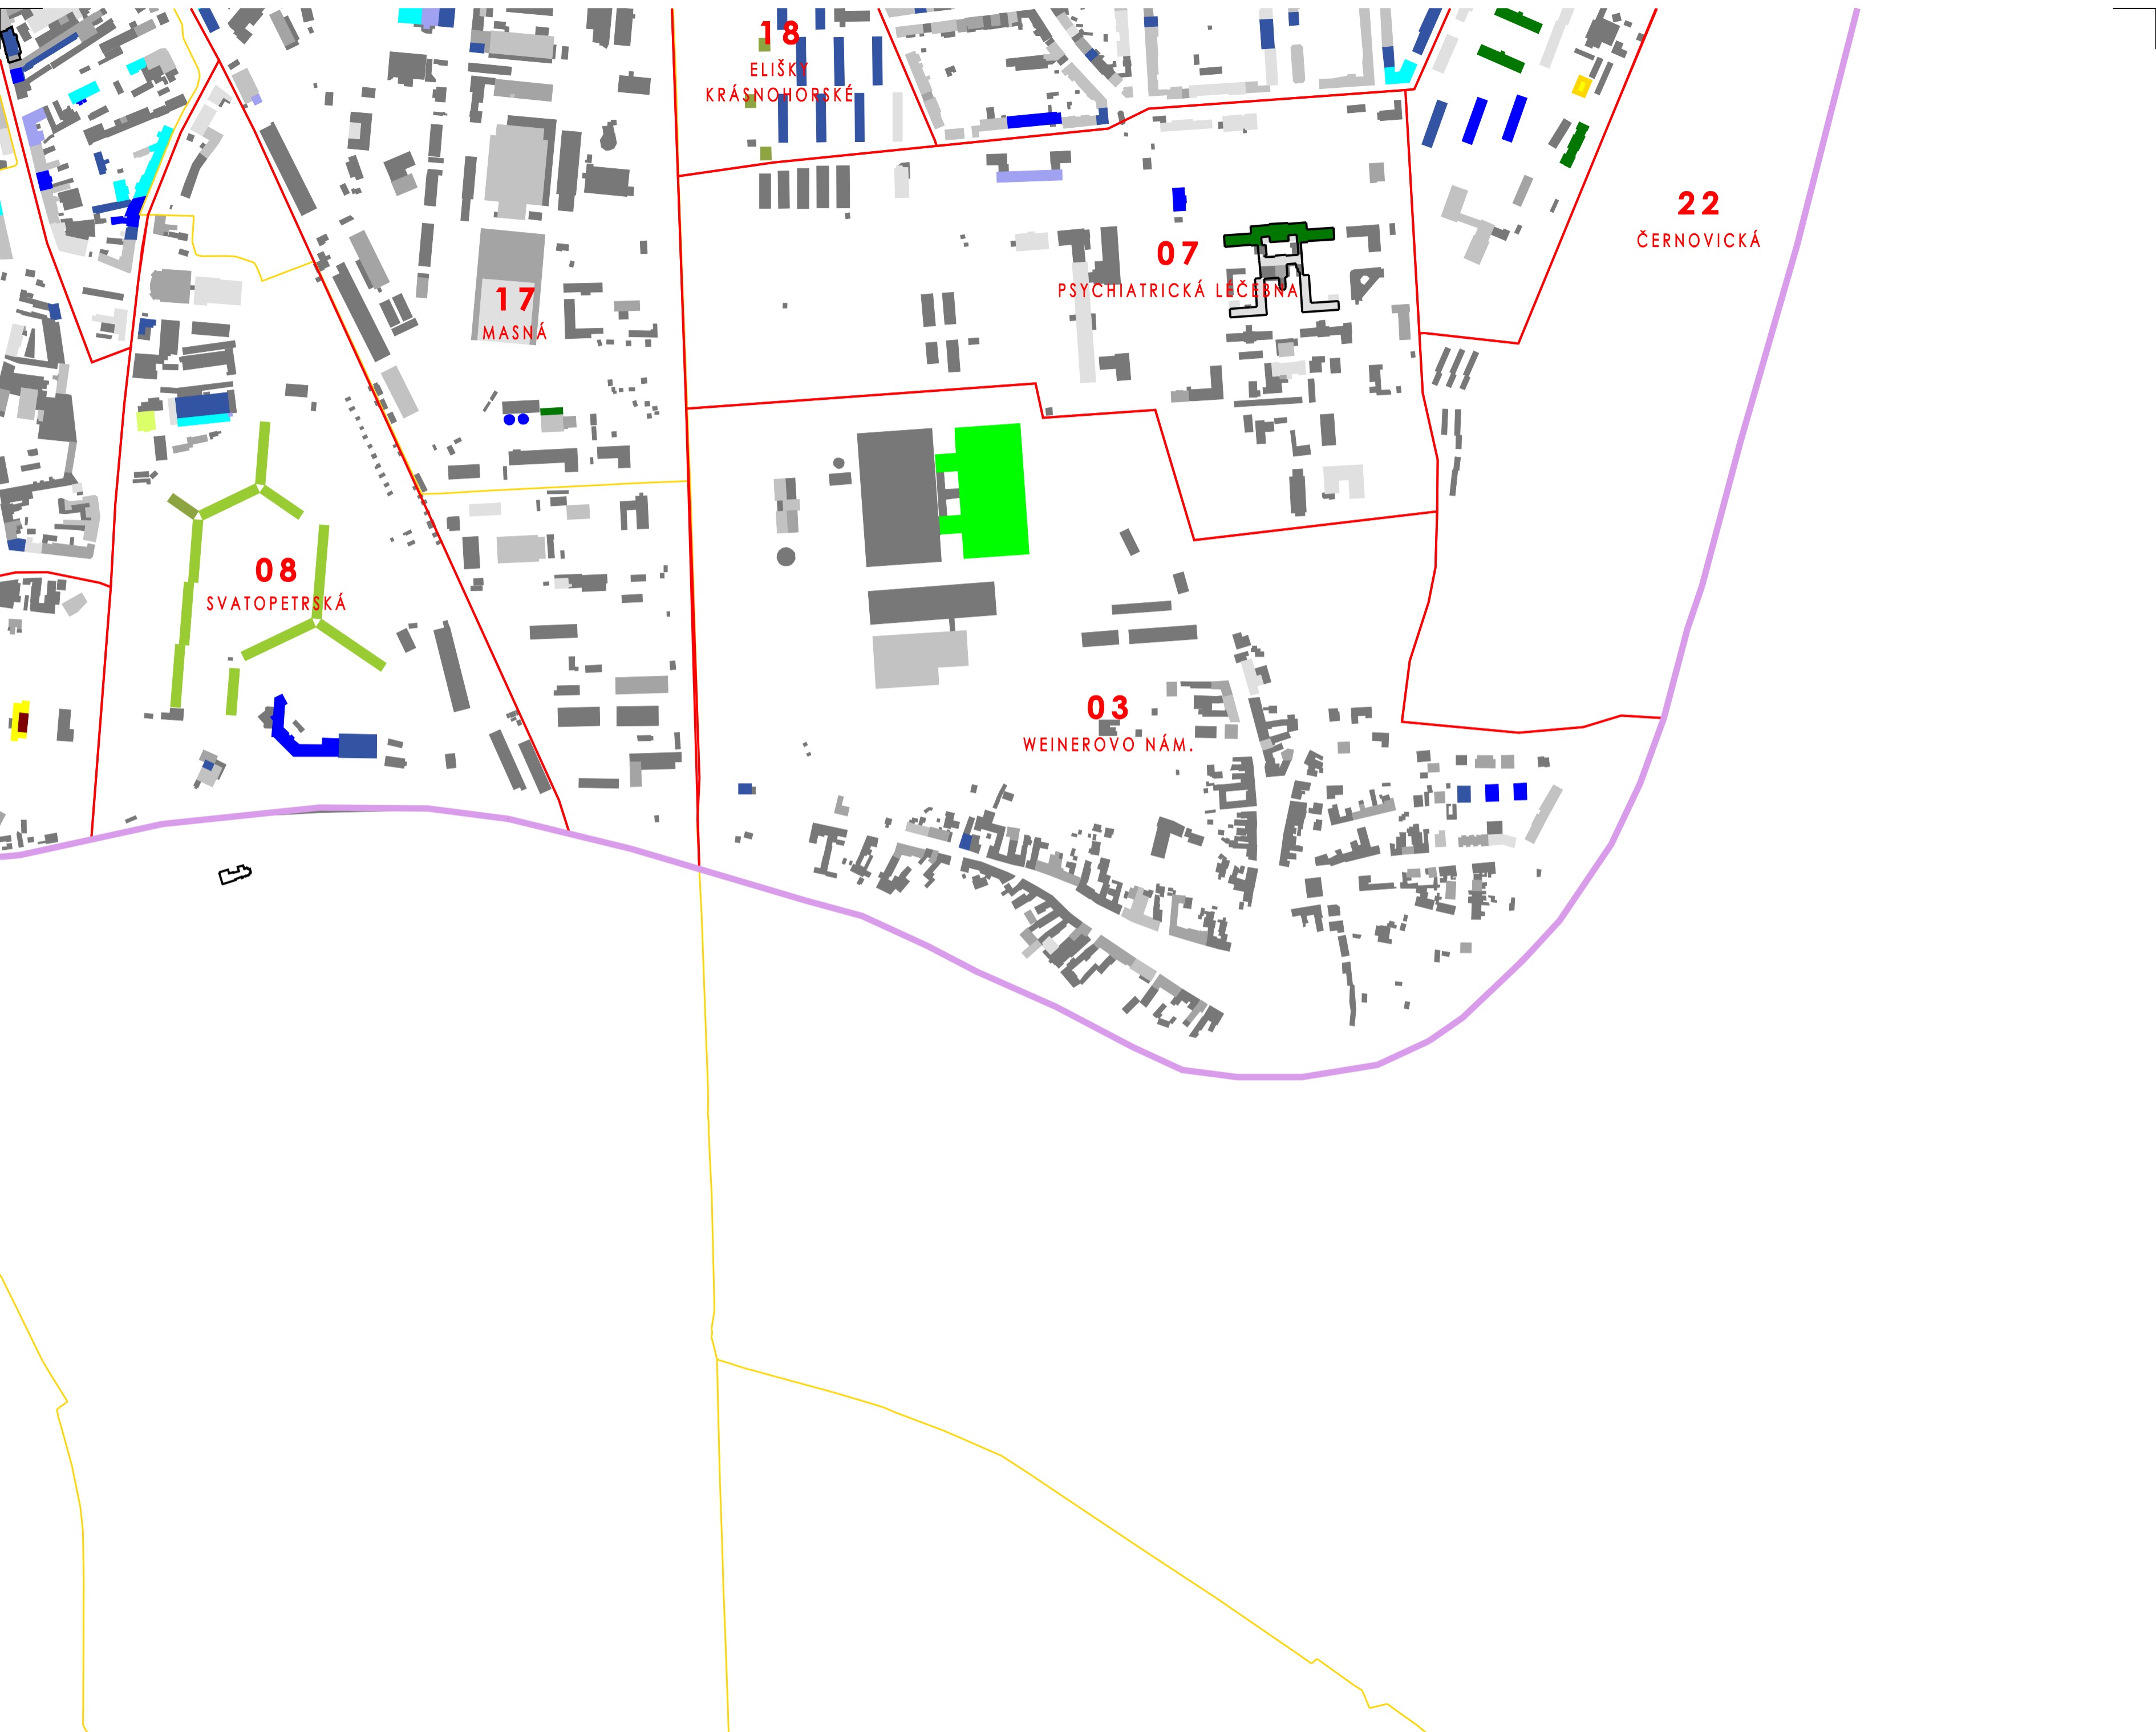 18
ELIŠKY
KRÁSNOHORSKÉ
22
ČERNOVICKÁ
07
PSYCHIATRICKÁ LÉČEBNA
17
MASNÁ
08
SVATOPETRSKÁ
03
WEINEROVO NÁM.